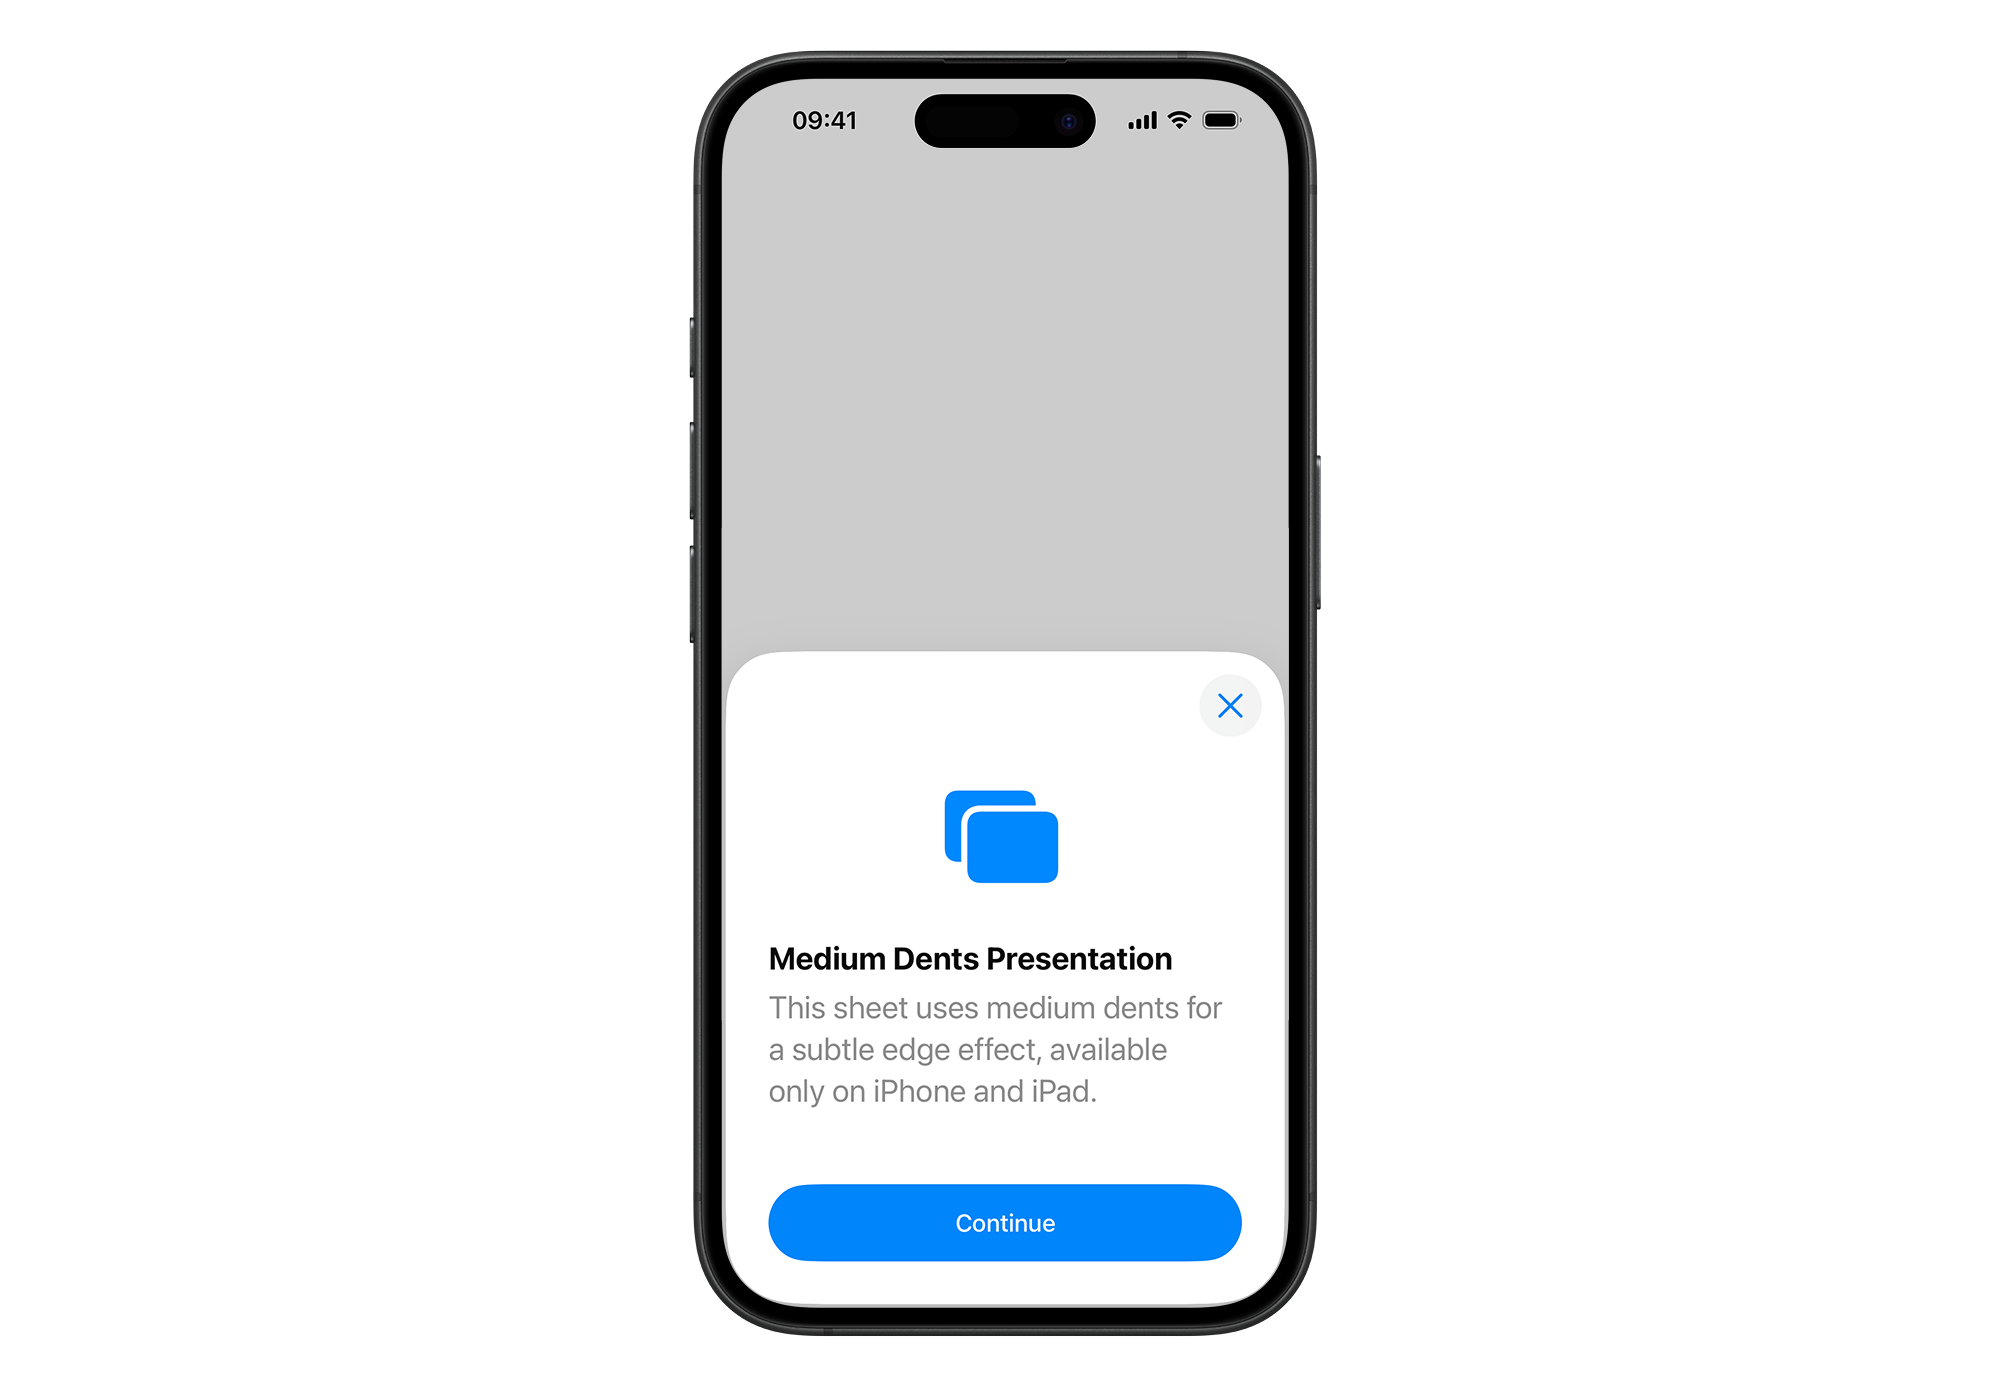 09:41
Medium Dents Presentation
This sheet uses medium dents for
a subtle edge effect, available
only on iPhone and iPad.
Continue